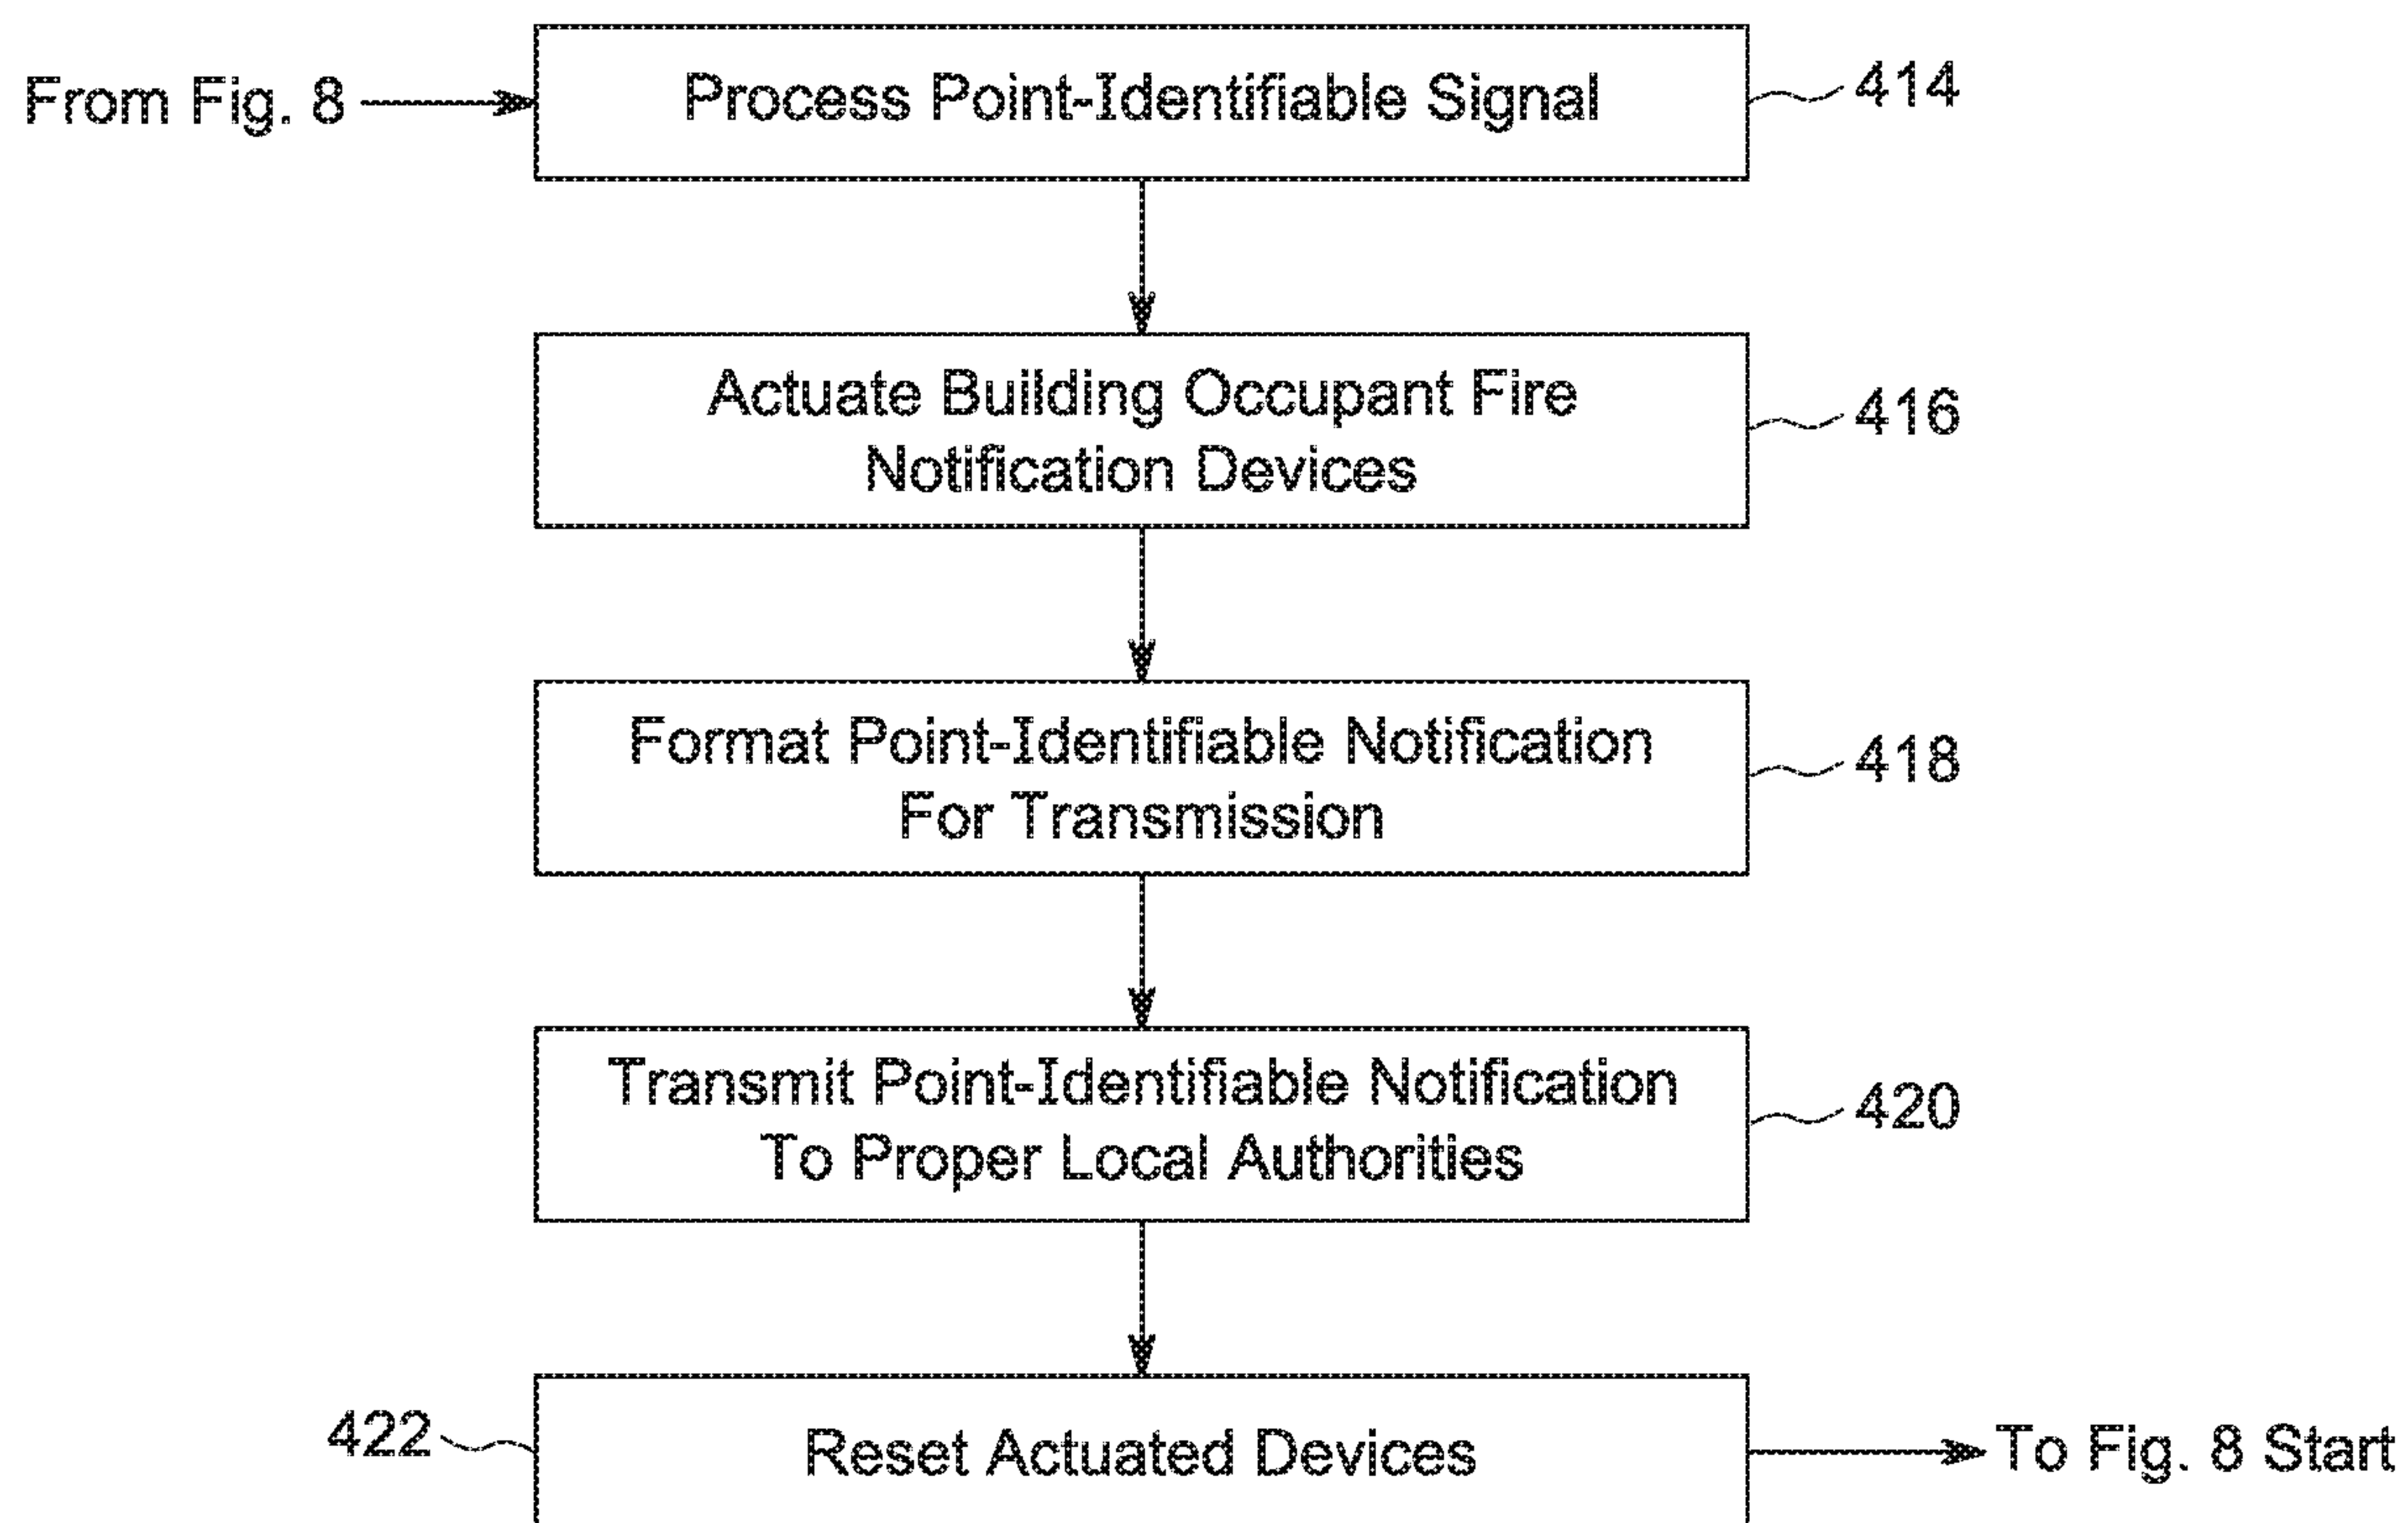 From Fig. 8
Process Point-Identifiable Signal
414
Actuate Building Occupant Fire
Notification Devices
416
Format Point-Identifiable Notification
For Transmission
418
Transmit Point-Identifiable Notification
To Proper Local Authorities
420
422
Reset Actuated Devices
To Fig. 8 Start